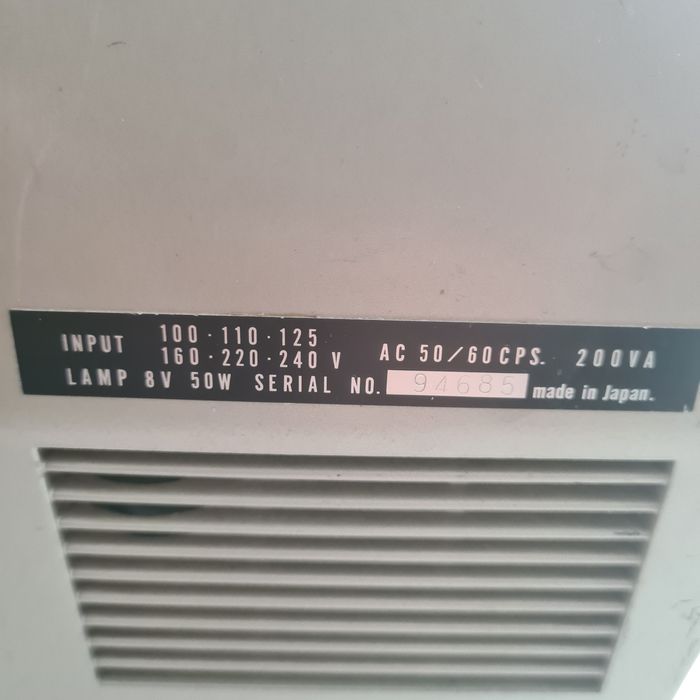 INPUT 100·110·125
160·220·240 V AC 50/60CPS. 200VA
LAMP 8V 50W SERIAL NO. 94685 made in Japan.